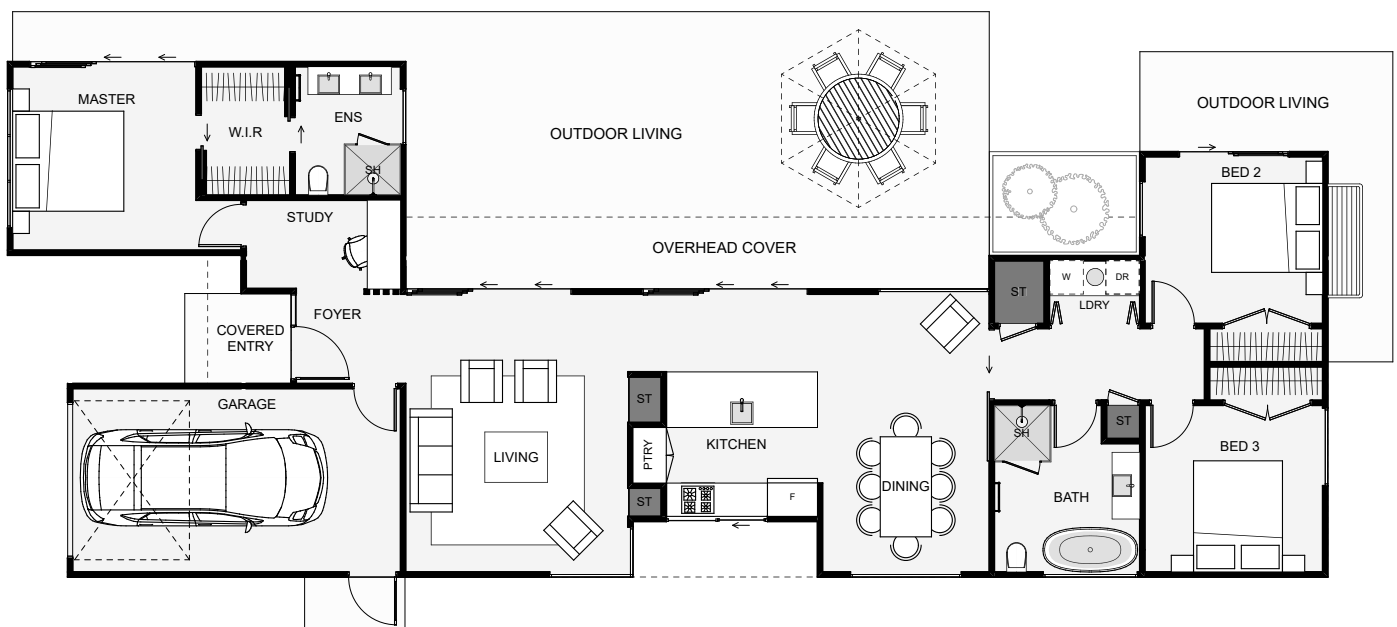 MASTER
W.I.R
ENS
SH
OUTDOOR LIVING
OUTDOOR LIVING
BED 2
STUDY
OVERHEAD COVER
ST
W
DR
LDRY
FOYER
COVERED
ENTRY
GARAGE
ST
KITCHEN
PTRY
LIVING
ST
F
DINING
SH
ST
BATH
BED 3